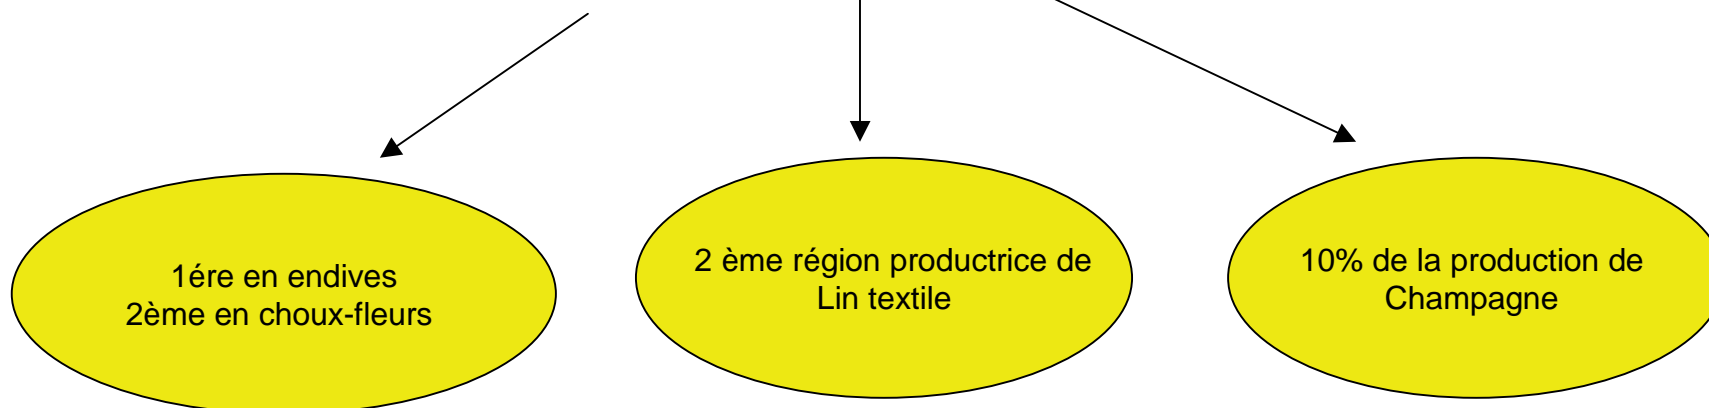 1ére en endives
2ème en choux-fleurs
2 ème région productrice de
Lin textile
10% de la production de
Champagne